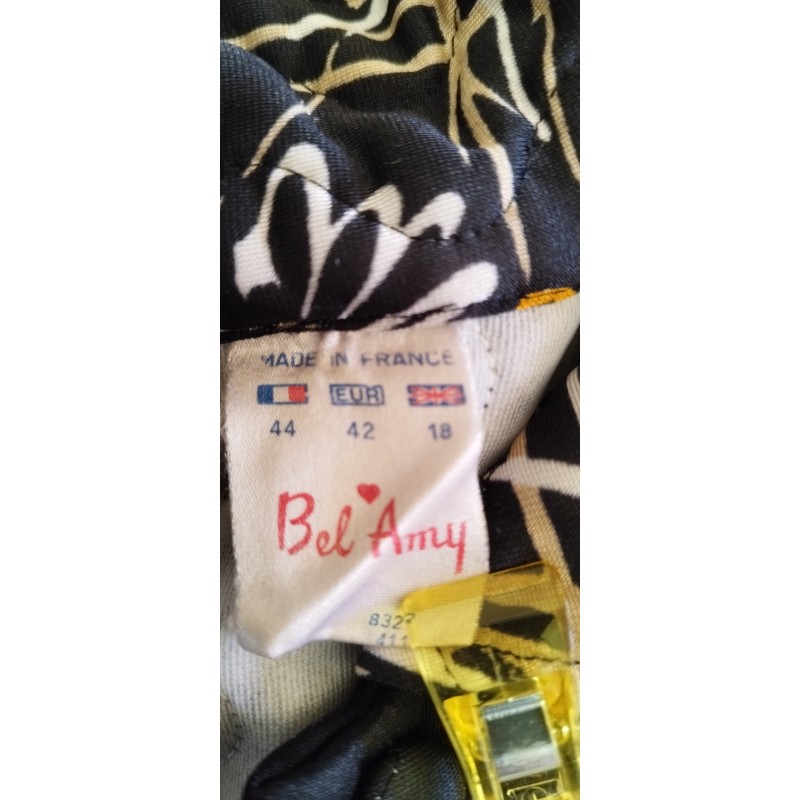 MADE IN FRANCE
EUR
44 42 18
Bel Amy